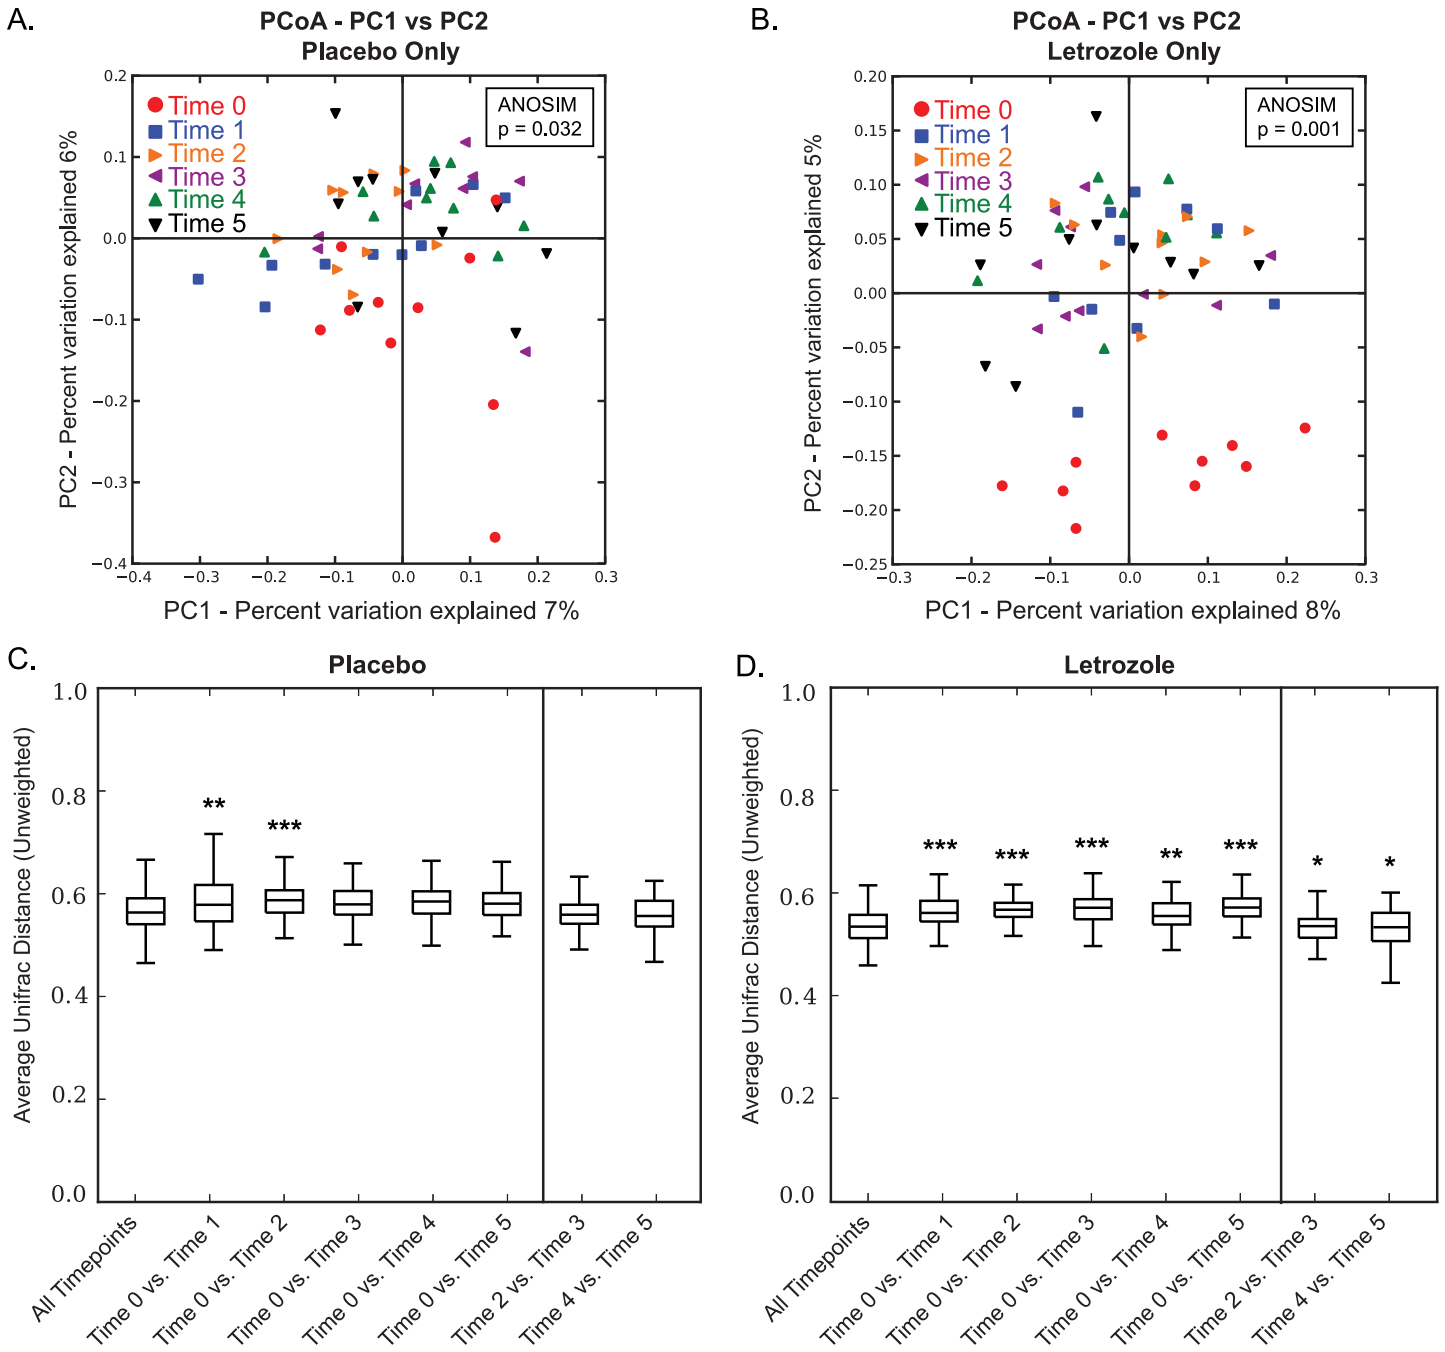 A.
PCoA - PC1 vs PC2
Placebo Only
Time 0
Time 1
Time 2
Time 3
Time 4
Time 5
ANOSIM
p = 0.032
0.2
0.1
0.0
−0.1
−0.2
−0.3
−0.4
−0.4
−0.3
−0.2
−0.1
0.0
0.1
0.2
0.3
PC2 - Percent variation explained 6%
PC1 - Percent variation explained 7%
B.
PCoA - PC1 vs PC2
Letrozole Only
Time 0
Time 1
Time 2
Time 3
Time 4
Time 5
ANOSIM
p = 0.001
0.20
0.15
0.10
0.05
0.00
−0.05
−0.10
−0.15
−0.20
−0.25
−0.3
−0.2
−0.1
0.0
0.1
0.2
0.3
PC2 - Percent variation explained 5%
PC1 - Percent variation explained 8%
C.
Placebo
1.0
0.8
0.6
0.4
0.2
0.0
Average Unifrac Distance (Unweighted)
**
***
All Timepoints
Time 0 vs. Time 1
Time 0 vs. Time 2
Time 0 vs. Time 3
Time 0 vs. Time 4
Time 0 vs. Time 5
Time 2 vs. Time 3
Time 4 vs. Time 5
D.
Letrozole
1.0
0.8
0.6
0.4
0.2
0.0
Average Unifrac Distance (Unweighted)
***
***
***
**
***
*
*
All Timepoints
Time 0 vs. Time 1
Time 0 vs. Time 2
Time 0 vs. Time 3
Time 0 vs. Time 4
Time 0 vs. Time 5
Time 2 vs. Time 3
Time 4 vs. Time 5